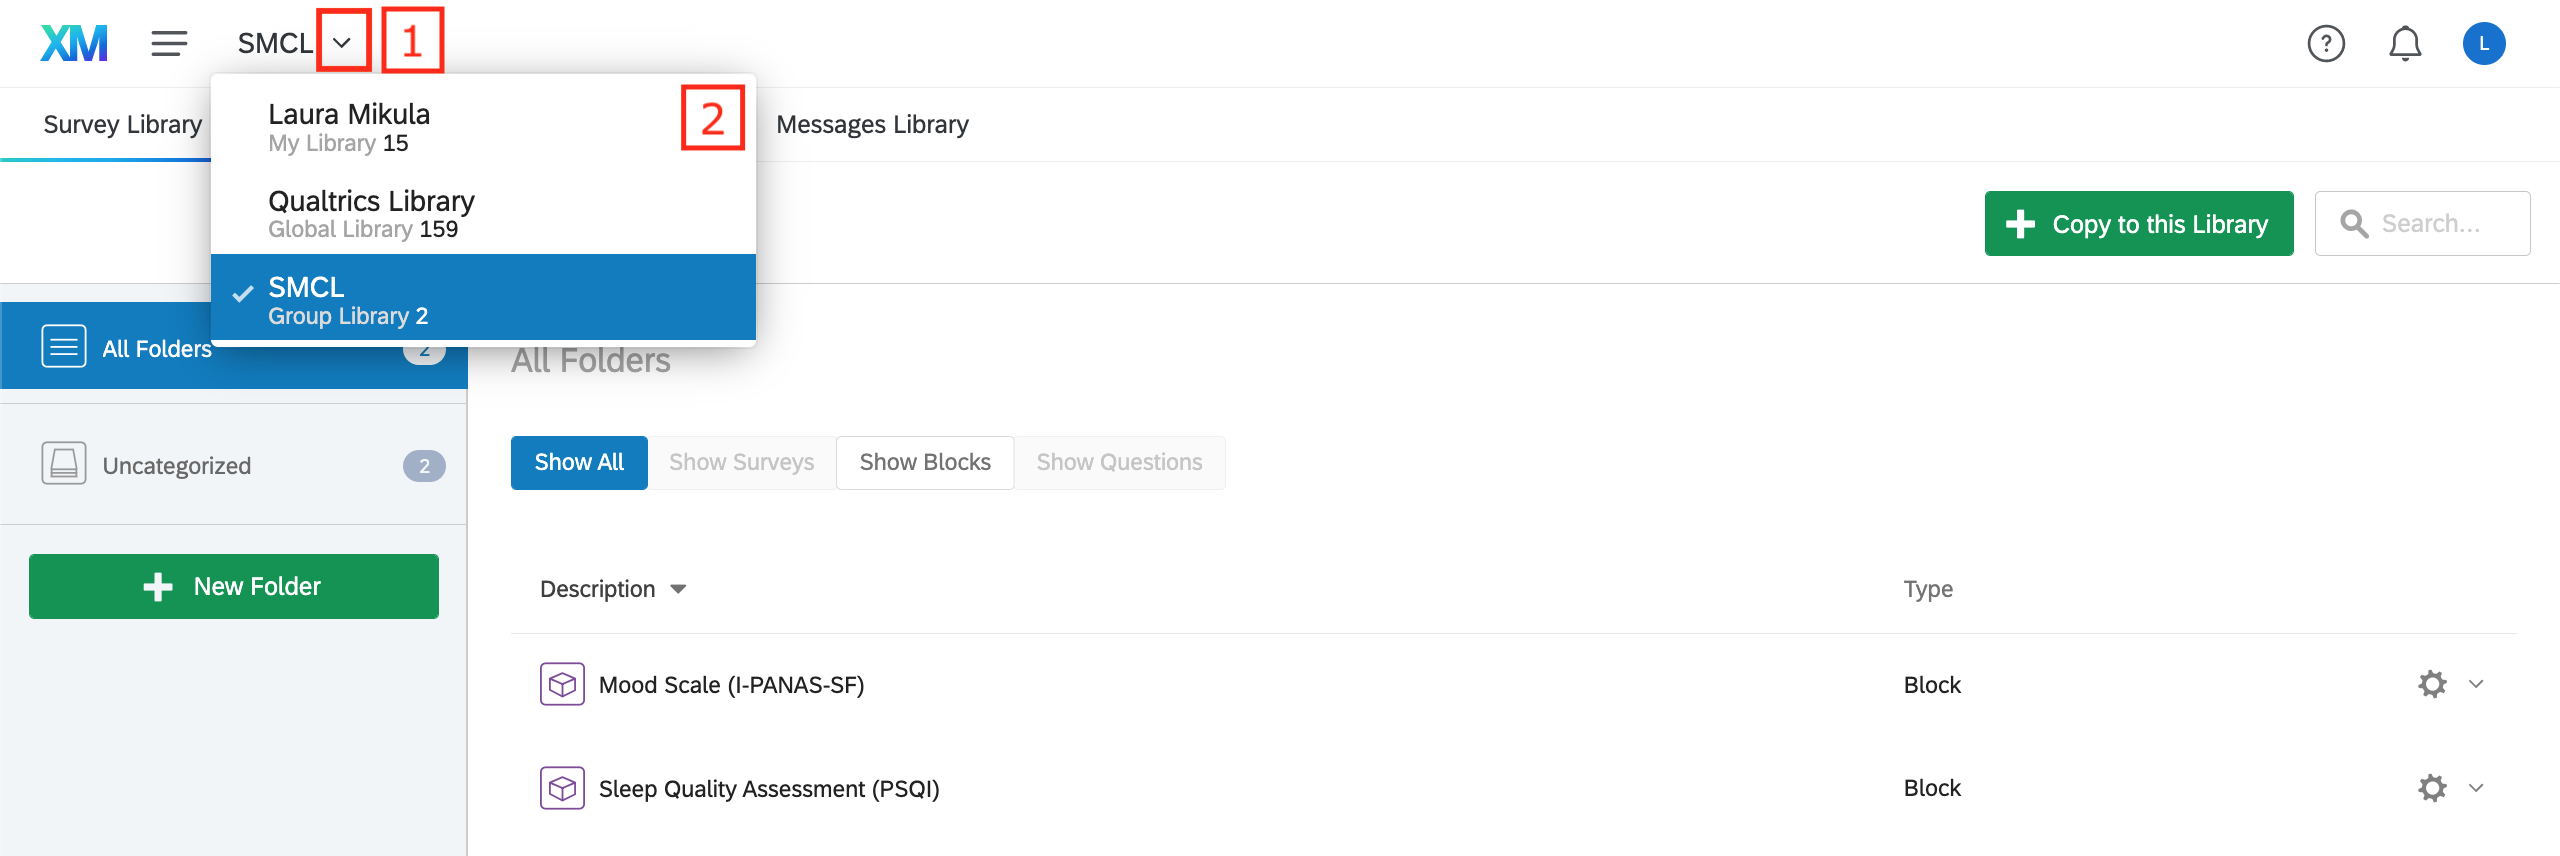 XM
SMCL
1
?
L
Survey Library
Messages Library
Laura Mikula
My Library 15
2
Qualtrics Library
Global Library 159
SMCL
Group Library 2
Copy to this Library
Search...
All Folders
2
All Folders
Uncategorized
2
New Folder
Show All
Show Surveys
Show Blocks
Show Questions
Description
Type
Mood Scale (I-PANAS-SF)
Block
Sleep Quality Assessment (PSQI)
Block